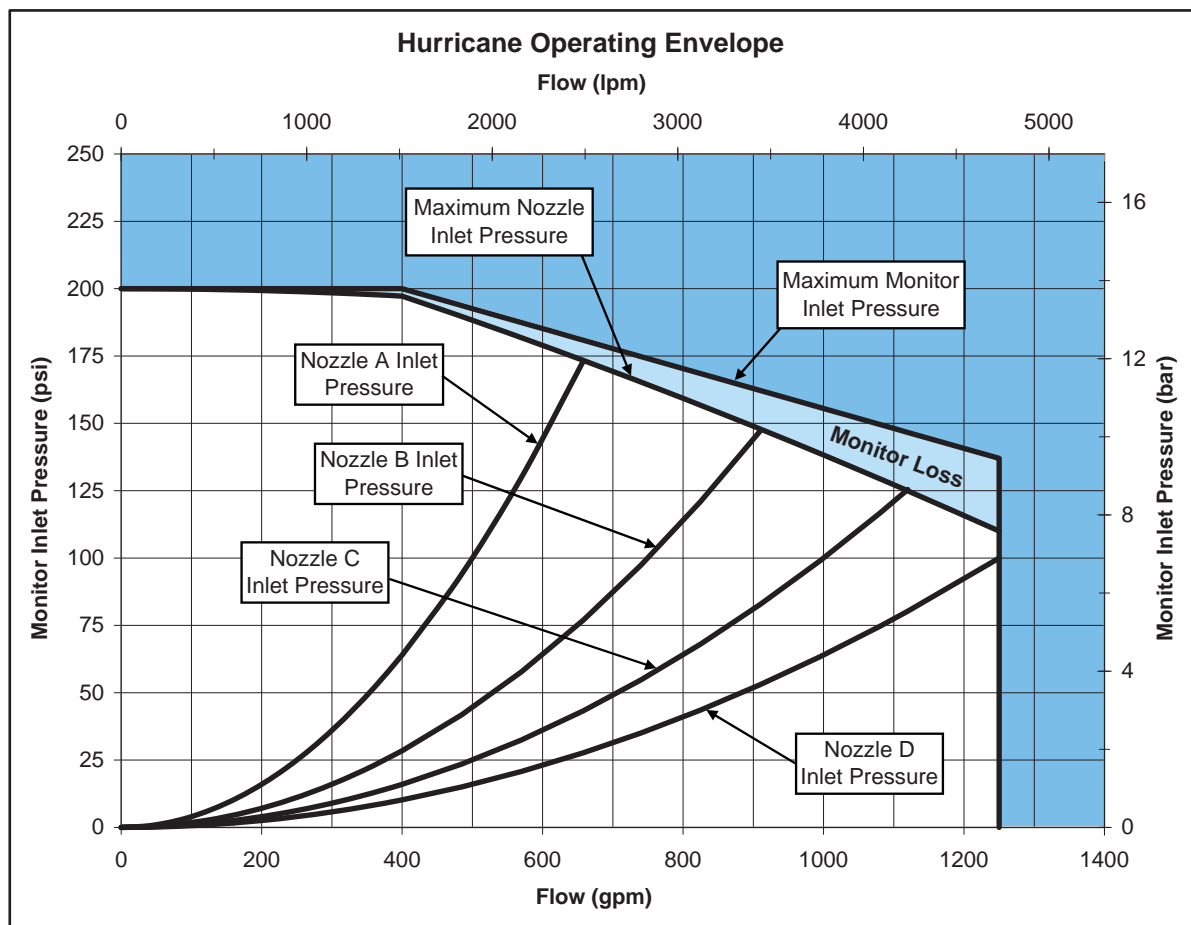 Hurricane Operating Envelope
Flow (lpm)
0 1000 2000 3000 4000 5000
250
225
200
175
150
125
100
75
50
25
0
Monitor Inlet Pressure (psi)
Maximum Nozzle
Inlet Pressure
Maximum Monitor
Inlet Pressure
Nozzle A Inlet
Pressure
Nozzle B Inlet
Pressure
Nozzle C
Inlet Pressure
Monitor Loss
Nozzle D
Inlet Pressure
16
12
8
4
0
Monitor Inlet Pressure (bar)
0 200 400 600 800 1000 1200 1400
Flow (gpm)